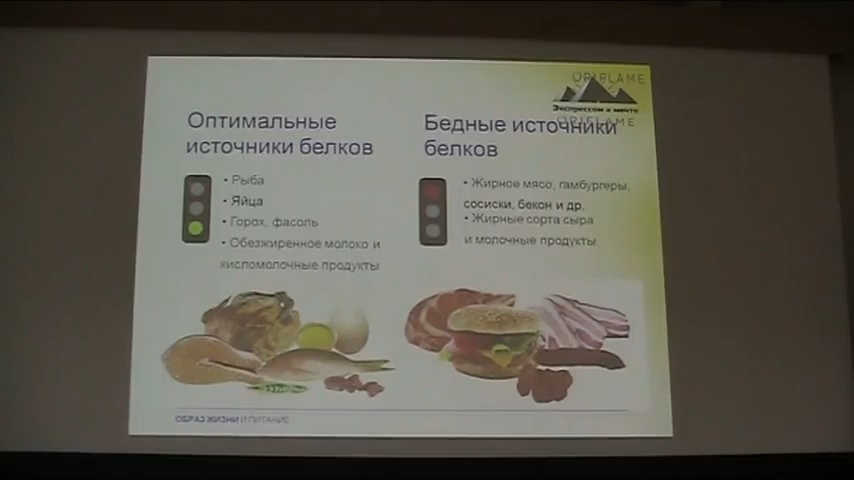 ORIFLAME
Экспрессом к мечте
ORIFLAME
Оптимальные
источники белков
• Рыба
• Яйца
• Горох, фасоль
• Обезжиренное молоко и
кисломолочные продукты
Бедные источники
белков
• Жирное мясо, гамбургеры,
сосиски, бекон и др.
• Жирные сорта сыра
и молочные продукты
ОБРАЗ ЖИЗНИ И ПИТАНИЕ